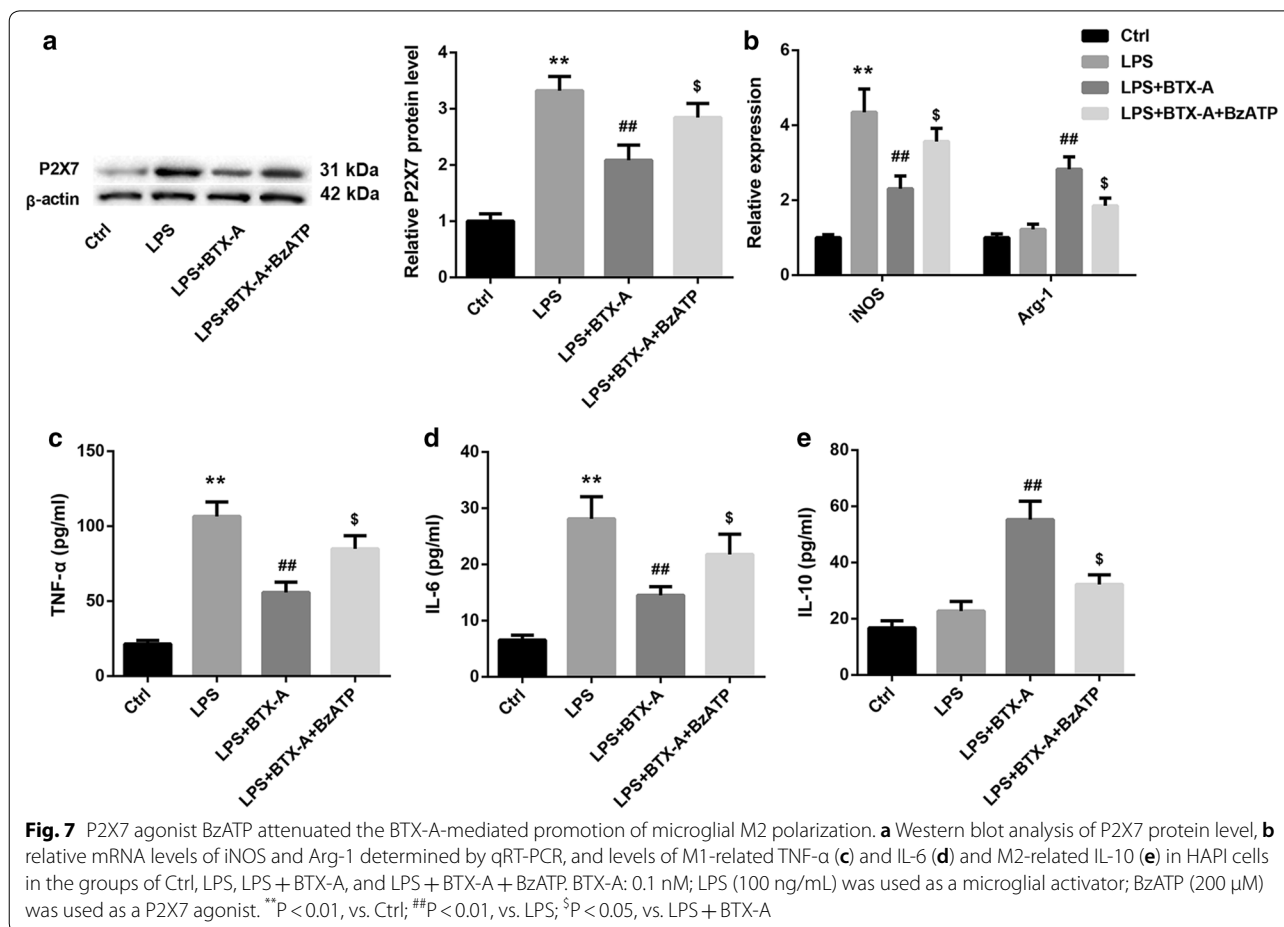 a
P2X7
31 kDa
β-actin
42 kDa
Ctrl
LPS
LPS+BTX-A
LPS+BTX-A+BzATP
Relative P2X7 protein level
4
3
2
1
0
**
##
$
Ctrl
LPS
LPS+BTX-A
LPS+BTX-A+BzATP
b
Ctrl
LPS
LPS+BTX-A
LPS+BTX-A+BzATP
Relative expression
6
4
2
0
**
##
$
##
$
iNOS
Arg-1
c
TNF-α (pg/ml)
150
100
50
0
**
##
$
Ctrl
LPS
LPS+BTX-A
LPS+BTX-A+BzATP
d
IL-6 (pg/ml)
40
30
20
10
0
**
##
$
Ctrl
LPS
LPS+BTX-A
LPS+BTX-A+BzATP
e
IL-10 (pg/ml)
80
60
40
20
0
##
$
Ctrl
LPS
LPS+BTX-A
LPS+BTX-A+BzATP
Fig. 7 P2X7 agonist BzATP attenuated the BTX-A-mediated promotion of microglial M2 polarization. a Western blot analysis of P2X7 protein level, b
relative mRNA levels of iNOS and Arg-1 determined by qRT-PCR, and levels of M1-related TNF-α (c) and IL-6 (d) and M2-related IL-10 (e) in HAPI cells
in the groups of Ctrl, LPS, LPS + BTX-A, and LPS + BTX-A + BzATP. BTX-A: 0.1 nM; LPS (100 ng/mL) was used as a microglial activator; BzATP (200 μM)
was used as a P2X7 agonist. **P < 0.01, vs. Ctrl; ##P < 0.01, vs. LPS; $P < 0.05, vs. LPS + BTX-A